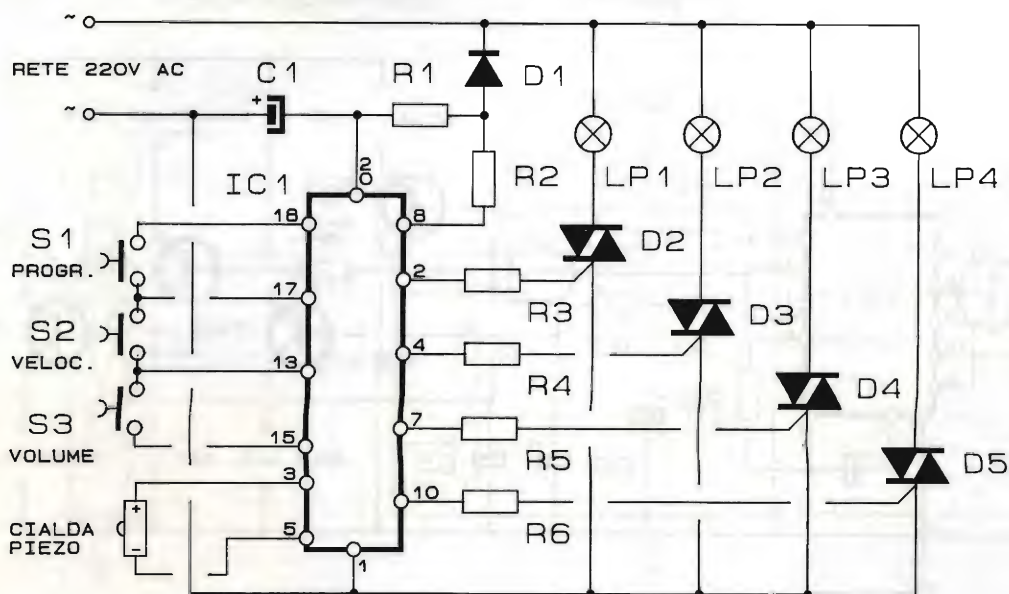 ~
RETE 220V AC
~
C1
+
R1
D1
R2
LP1
LP2
LP3
LP4
IC1
20
18
8
S1
PROGR.
17
2
D2
R3
S2
VELOC.
13
4
D3
R4
S3
VOLUME
15
7
D4
R5
3
10
D5
R6
CIALDA
PIEZO
+
-
5
1